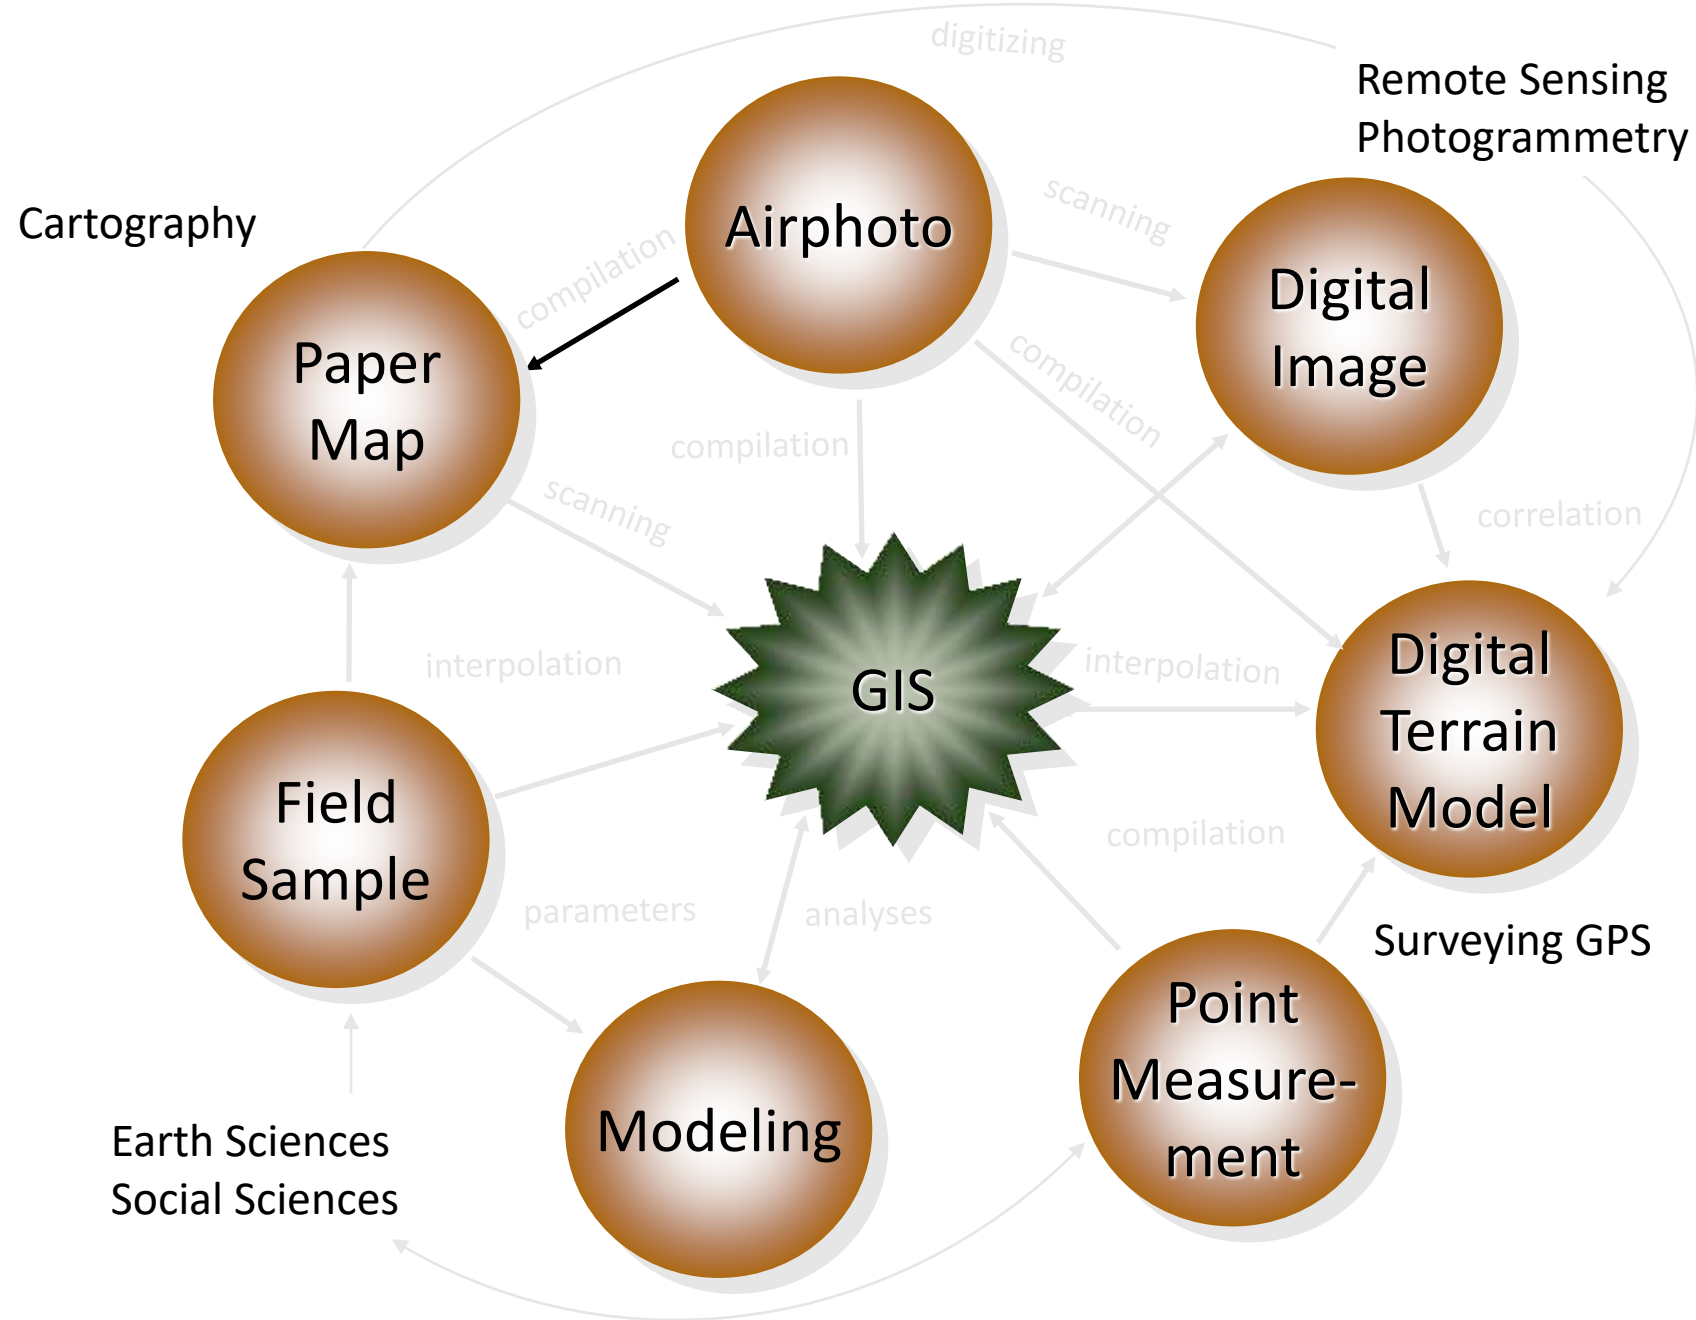 digitizing
Remote Sensing
Photogrammetry
Cartography
Airphoto
scanning
compilation
Digital
Image
Paper
Map
compilation
compilation
scanning
correlation
GIS
interpolation
interpolation
Digital
Terrain
Model
Field
Sample
compilation
parameters
analyses
Surveying GPS
Point
Measure-
ment
Modeling
Earth Sciences
Social Sciences